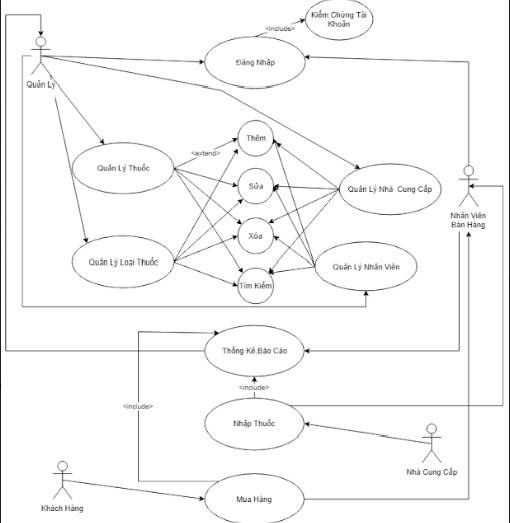 Kiểm Chứng Tài
Khoản
<include>
Đăng Nhập
Quản Lý
Thêm
<extend>
Quản Lý Thuốc
Sửa
Quản Lý Nhà Cung Cấp
Nhân Viên
Bán Hàng
Xóa
Quản Lý Loại Thuốc
Quản Lý Nhân Viên
Tìm Kiếm
Thống Kê,Báo Cáo
<include>
<include>
Nhập Thuốc
Nhà Cung Cấp
Mua Hàng
Khách Hàng